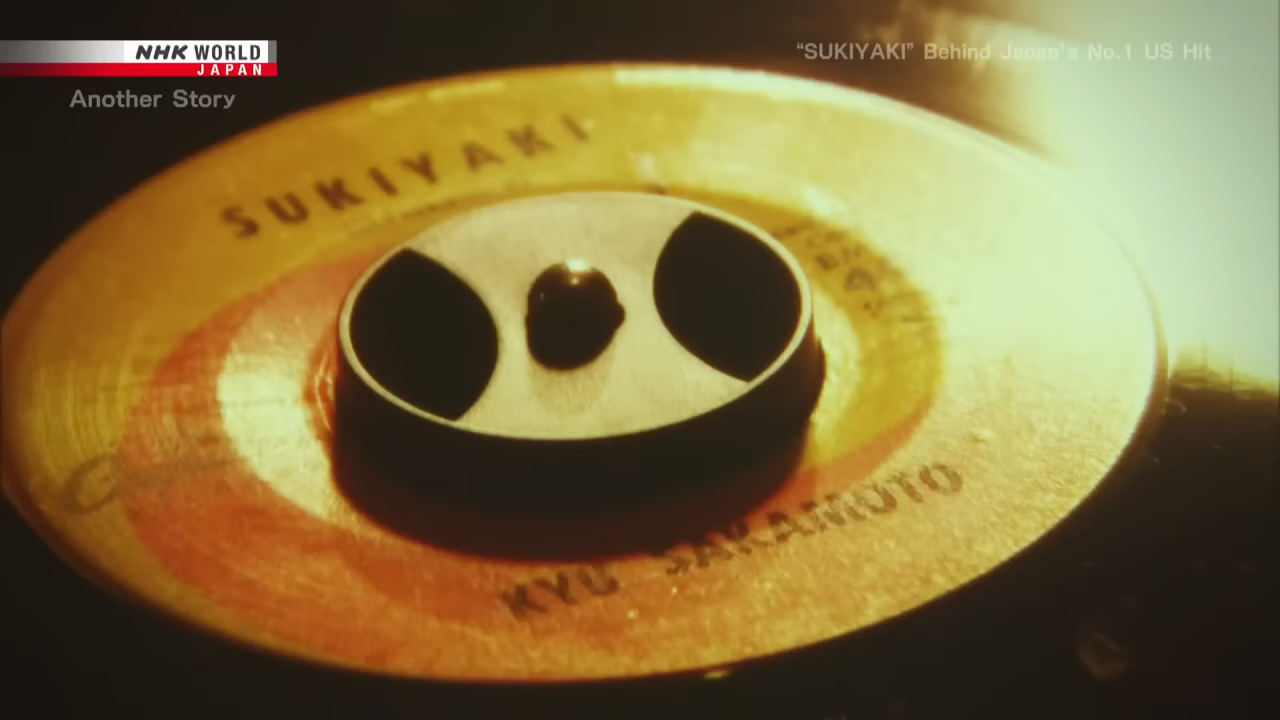 NHK WORLD
JAPAN
Another Story
“SUKIYAKI” Behind Japan's No.1 US Hit
SUKIYAKI
KYU SAKAMOTO